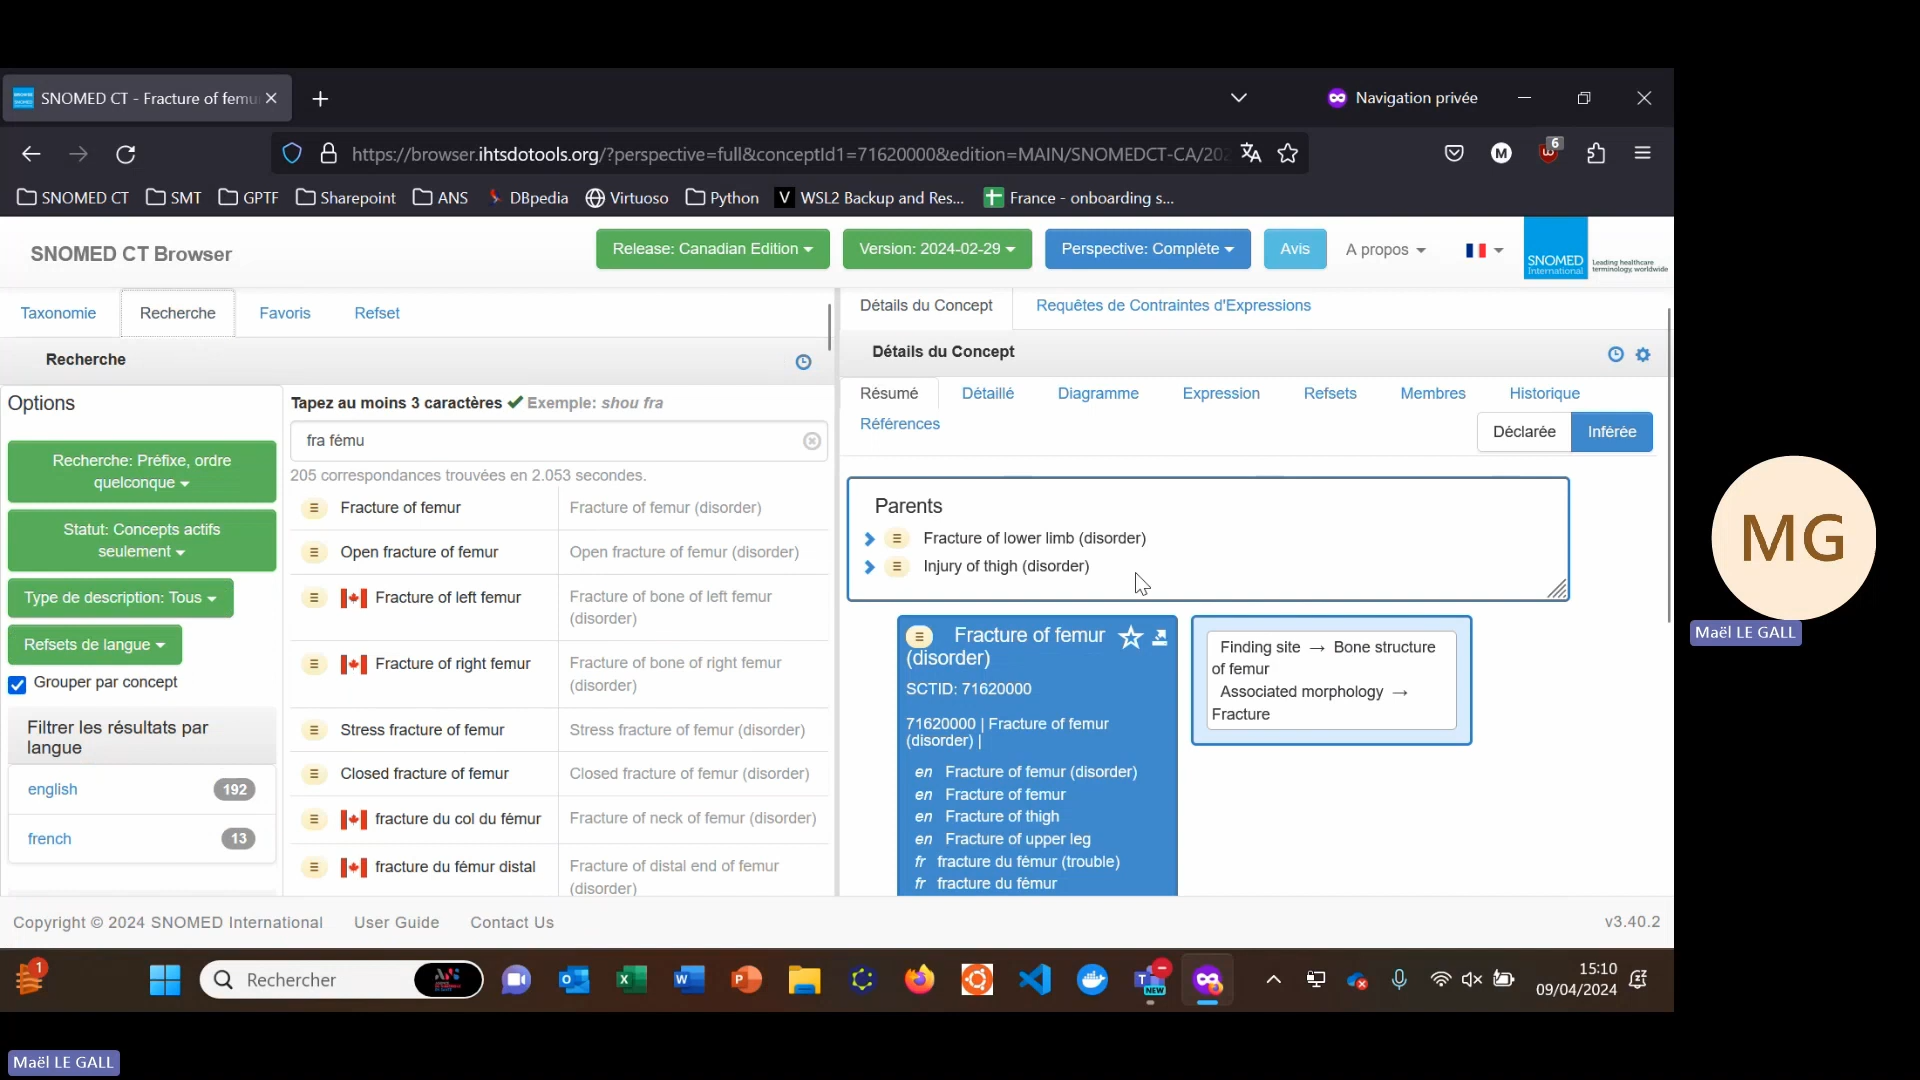 SNOMED CT - Fracture of femu
Navigation privée
https://browser.ihtsdotools.org/?perspective=full&conceptId1=71620000&edition=MAIN/SNOMEDCT-CA/202
M
6
SNOMED CT
SMT
GPTF
Sharepoint
ANS
DBpedia
Virtuoso
Python
V WSL2 Backup and Res...
France - onboarding s...
SNOMED CT Browser
Release: Canadian Edition
Version: 2024-02-29
Perspective: Complète
Avis
A propos
SNOMED
International
Leading healthcare
terminology, worldwide
Taxonomie
Recherche
Favoris
Refset
Recherche
Options
Recherche: Préfixe, ordre
quelconque
Statut: Concepts actifs
seulement
Type de description: Tous
Refsets de langue
Grouper par concept
Filtrer les résultats par
langue
english 192
french 13
Tapez au moins 3 caractères Exemple: shou fra
fra fému
205 correspondances trouvées en 2.053 secondes.
Fracture of femur
Fracture of femur (disorder)
Open fracture of femur
Open fracture of femur (disorder)
Fracture of left femur
Fracture of bone of left femur
(disorder)
Fracture of right femur
Fracture of bone of right femur
(disorder)
Stress fracture of femur
Stress fracture of femur (disorder)
Closed fracture of femur
Closed fracture of femur (disorder)
fracture du col du fémur
Fracture of neck of femur (disorder)
fracture du fémur distal
Fracture of distal end of femur
(disorder)
Détails du Concept
Requêtes de Contraintes d'Expressions
Détails du Concept
Résumé
Détaillé
Diagramme
Expression
Refsets
Membres
Historique
Références
Déclarée
Inférée
Parents
Fracture of lower limb (disorder)
Injury of thigh (disorder)
Fracture of femur
(disorder)
SCTID: 71620000
71620000 | Fracture of femur
(disorder) |
en Fracture of femur (disorder)
en Fracture of femur
en Fracture of thigh
en Fracture of upper leg
fr fracture du fémur (trouble)
fr fracture du fémur
Finding site → Bone structure
of femur
Associated morphology →
Fracture
Copyright © 2024 SNOMED International
User Guide
Contact Us
v3.40.2
1
Rechercher
NEW
15:10
09/04/2024
MG
Maël LE GALL
Maël LE GALL